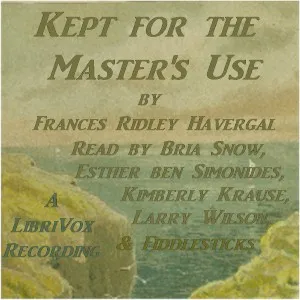 Kept for the
Master's Use
by
Frances Ridley Havergal
Read by Bria Snow,
Esther ben Simonides,
Kimberly Krause,
Larry Wilson
& Fiddlesticks
A
LibriVox
Recording